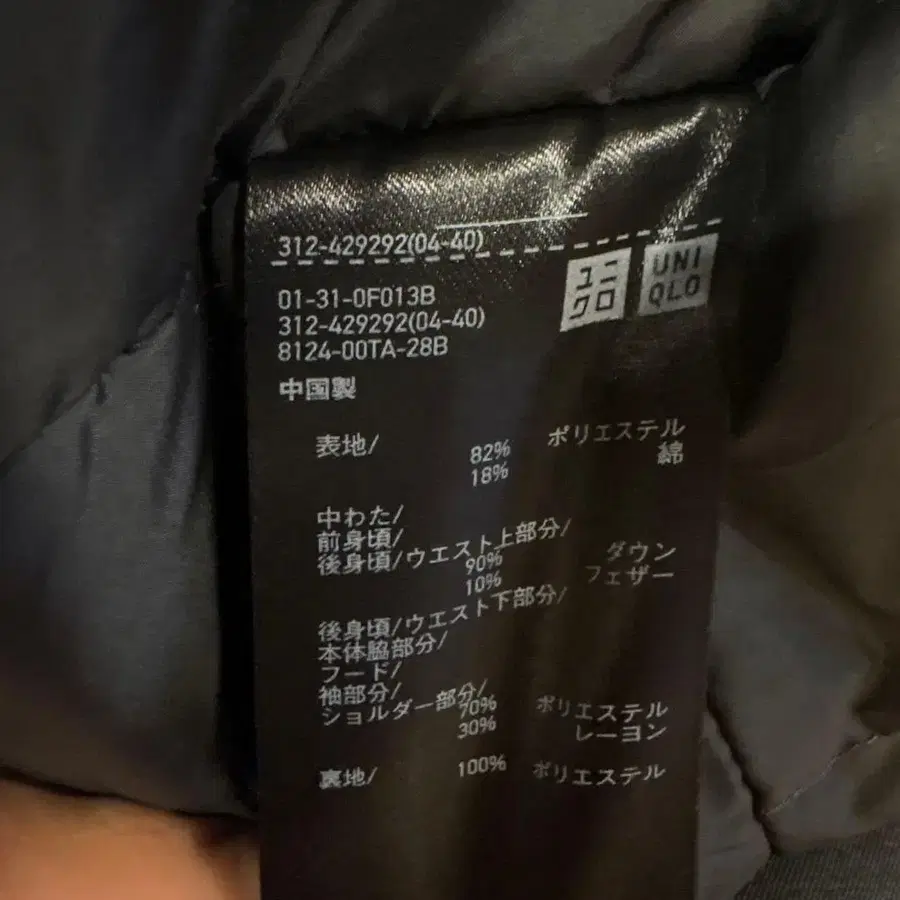 312-429292(04-40)
ユニ
クロ
UNI
QLO
01-31-0F013B
312-429292(04-40)
8124-00TA-28B
中国製
表地/ 82% ポリエステル
18% 綿
中わた/
前身頃/
後身頃/ウエスト上部分/
90% ダウン
10% フェザー
後身頃/ウエスト下部分/
本体脇部分/
フード/
袖部分/
ショルダー部分/
70% ポリエステル
30% レーヨン
裏地/ 100% ポリエステル